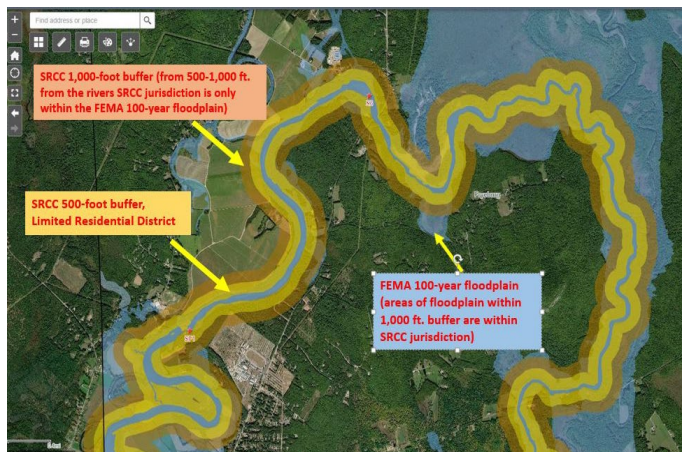 Find address or place
SRCC 1,000-foot buffer (from 500-1,000 ft.
from the rivers SRCC jurisdiction is only
within the FEMA 100-year floodplain)
SRCC 500-foot buffer,
Limited Residential District
FEMA 100-year floodplain
(areas of floodplain within
1,000 ft. buffer are within
SRCC jurisdiction)